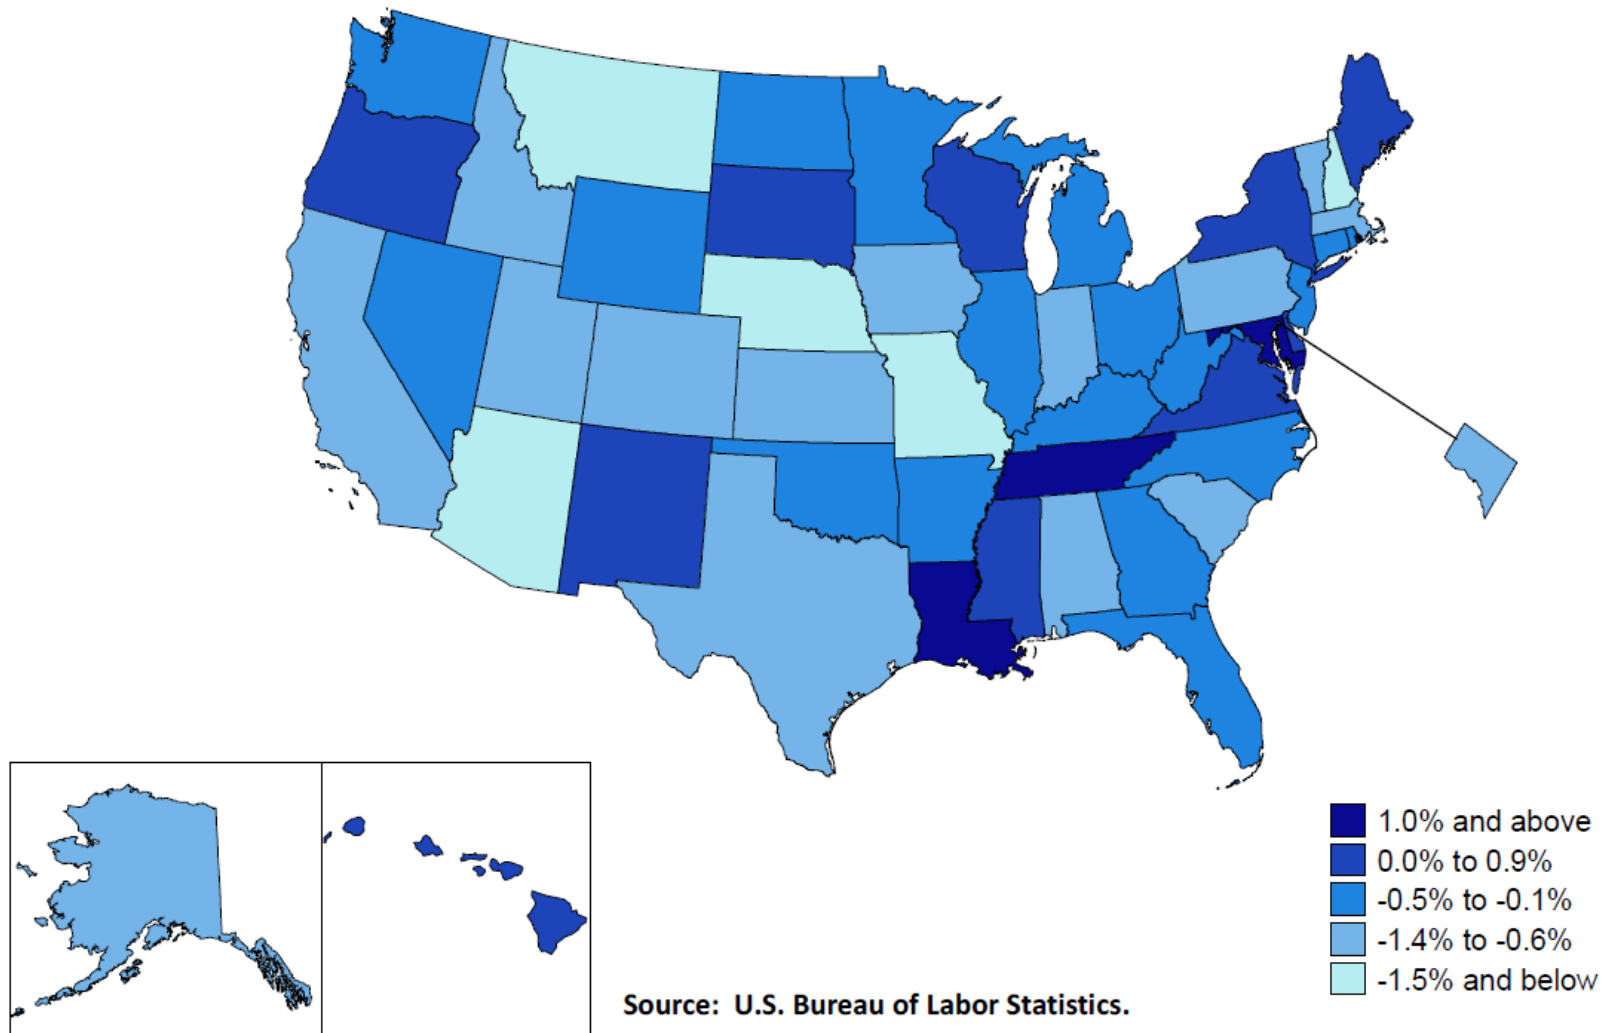 1.0% and above
0.0% to 0.9%
-0.5% to -0.1%
-1.4% to -0.6%
-1.5% and below
Source: U.S. Bureau of Labor Statistics.